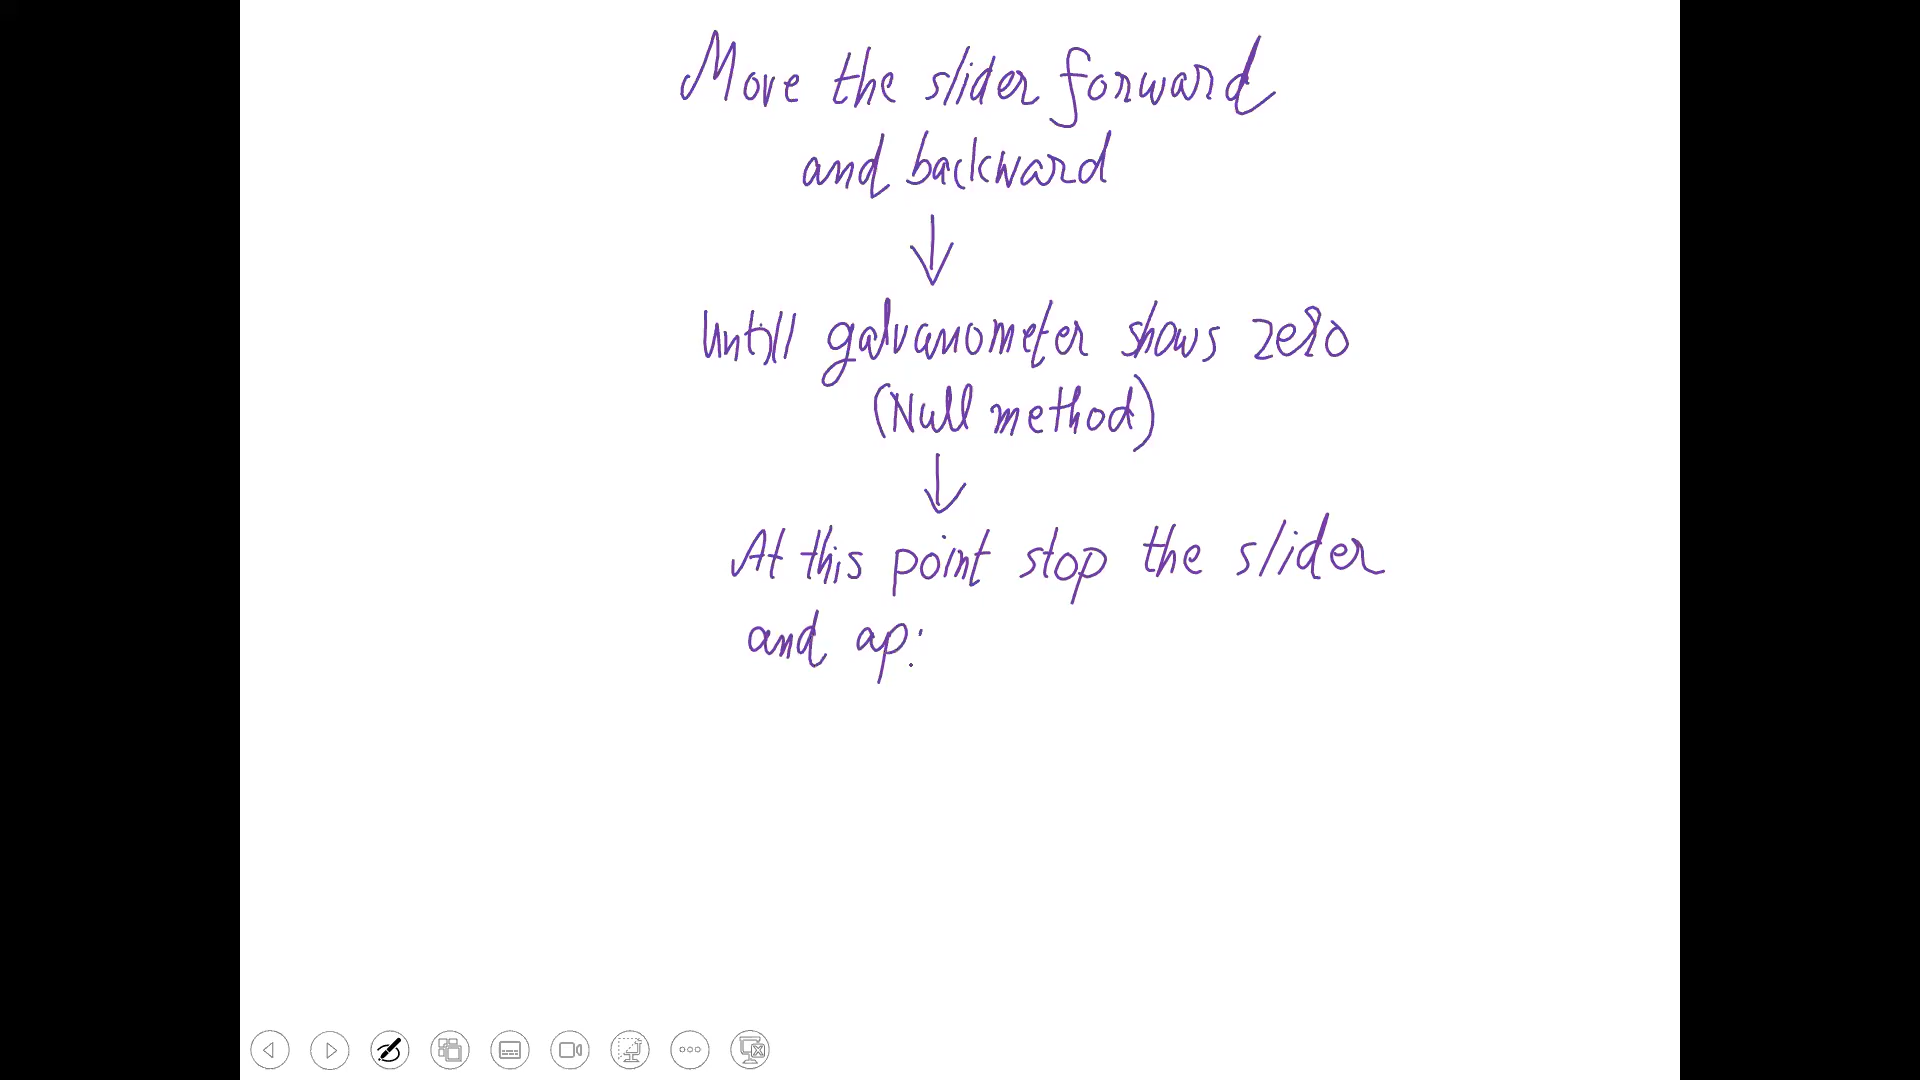 Move the slider forward
and backward
↓
Untill galvanometer shows zero
(Null method)
↓
At this point stop the slider
and ap